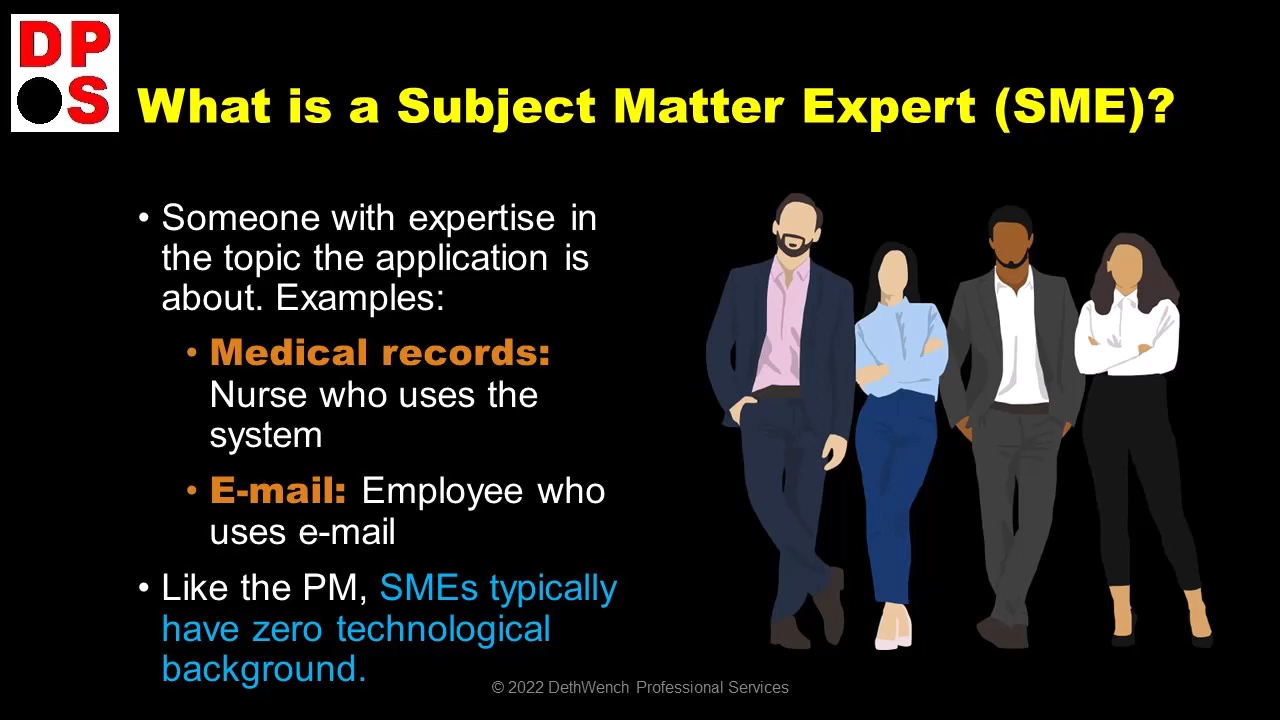 DP
S
What is a Subject Matter Expert (SME)?
• Someone with expertise in
the topic the application is
about. Examples:
• Medical records:
Nurse who uses the
system
• E-mail: Employee who
uses e-mail
• Like the PM, SMEs typically
have zero technological
background.
© 2022 DethWench Professional Services